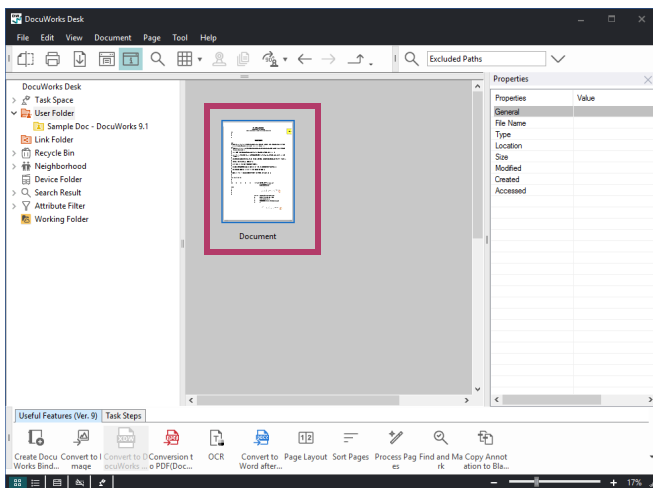 DocuWorks Desk
File Edit View Document Page Tool Help
Excluded Paths
DocuWorks Desk
Task Space
User Folder
Sample Doc - DocuWorks 9.1
Link Folder
Recycle Bin
Neighborhood
Device Folder
Search Result
Attribute Filter
Working Folder
Document
Properties
Properties Value
General
File Name
Type
Location
Size
Modified
Created
Accessed
Useful Features (Ver. 9) Task Steps
Create Docu Works Bind...
Convert to I mage
Convert to D ocuWorks ...
Conversion t o PDF(Doc...
OCR
Convert to Word after...
Page Layout
Sort Pages
Process Pag es
Find and Ma rk
Copy Annot ation to Bla...
17%